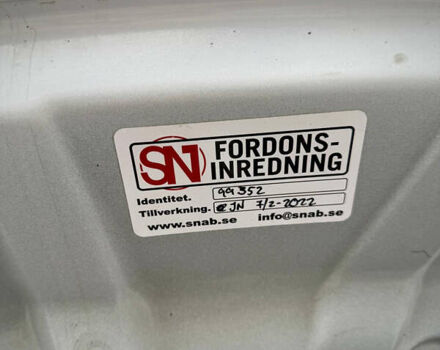 SN FORDONS-
INREDNING
Identitet. 99352
Tillverkning. JN 7/2-2022
www.snab.se info@snab.se